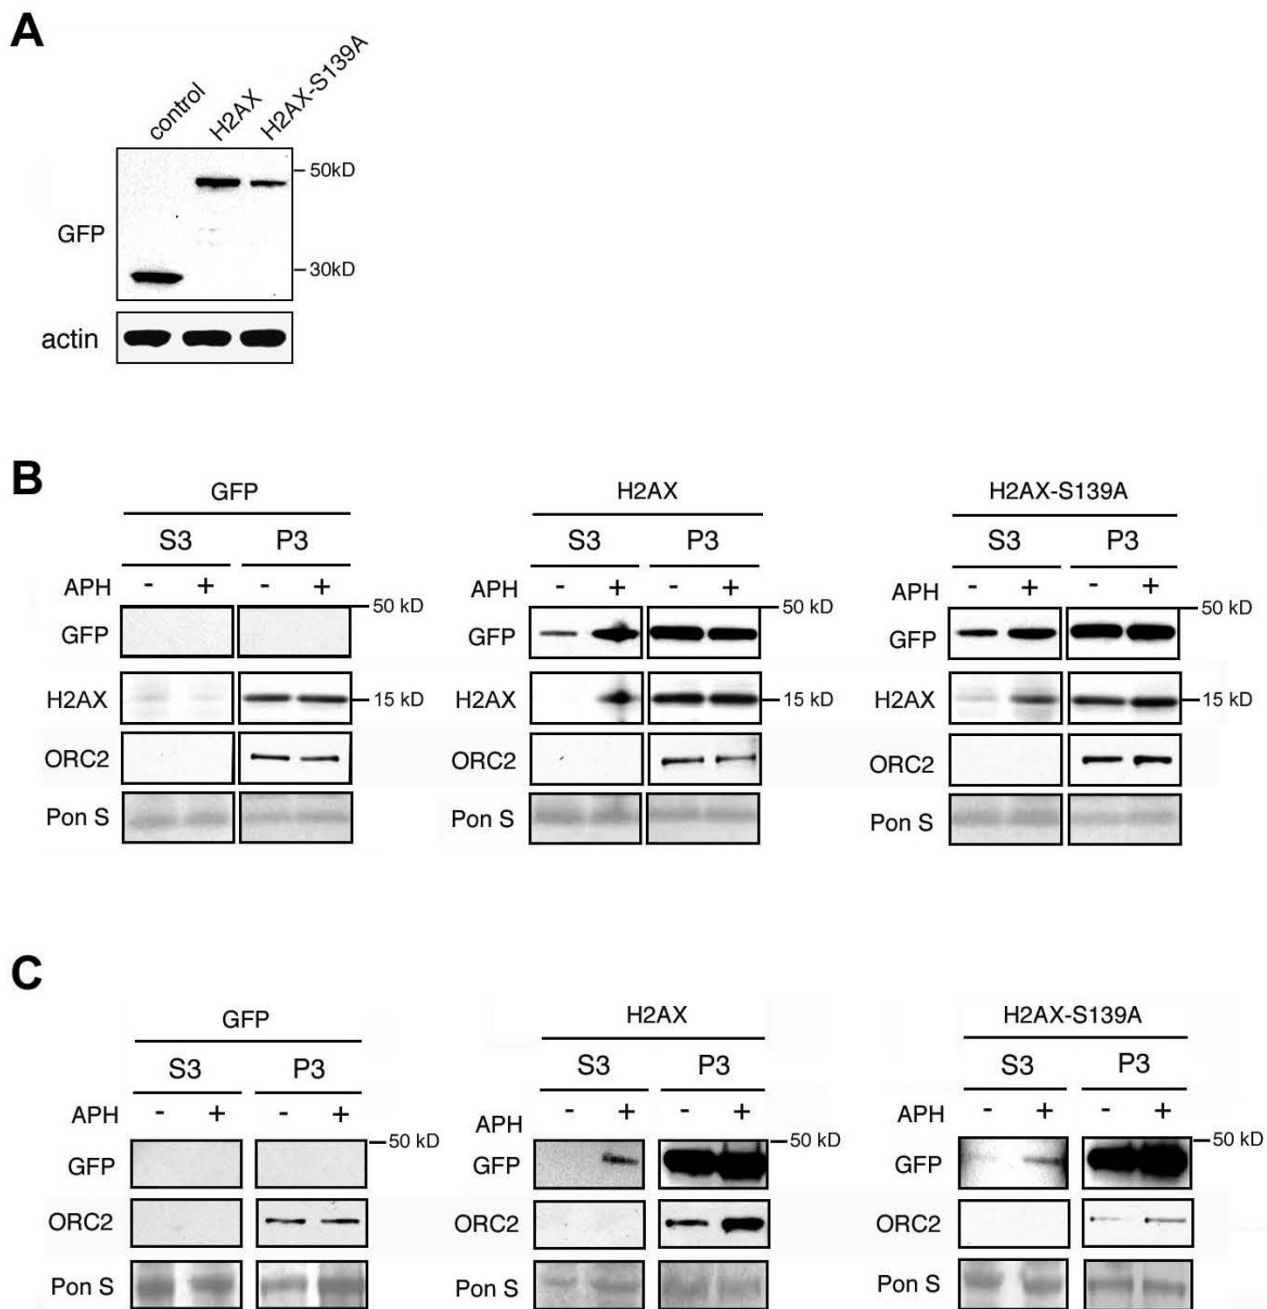 A
control H2AX H2AX-S139A
50kD
GFP
30kD
actin
B
GFP H2AX H2AX-S139A
S3 P3 S3 P3 S3 P3
APH - + - + APH - + - + APH - + - +
50 kD 50 kD 50 kD
GFP GFP GFP
H2AX 15 kD H2AX 15 kD H2AX 15 kD
ORC2 ORC2 ORC2
Pon S Pon S Pon S
C
GFP H2AX H2AX-S139A
S3 P3 S3 P3 S3 P3
APH - + - + APH - + - + APH - + - +
50 kD 50 kD 50 kD
GFP GFP GFP
ORC2 ORC2 ORC2
Pon S Pon S Pon S